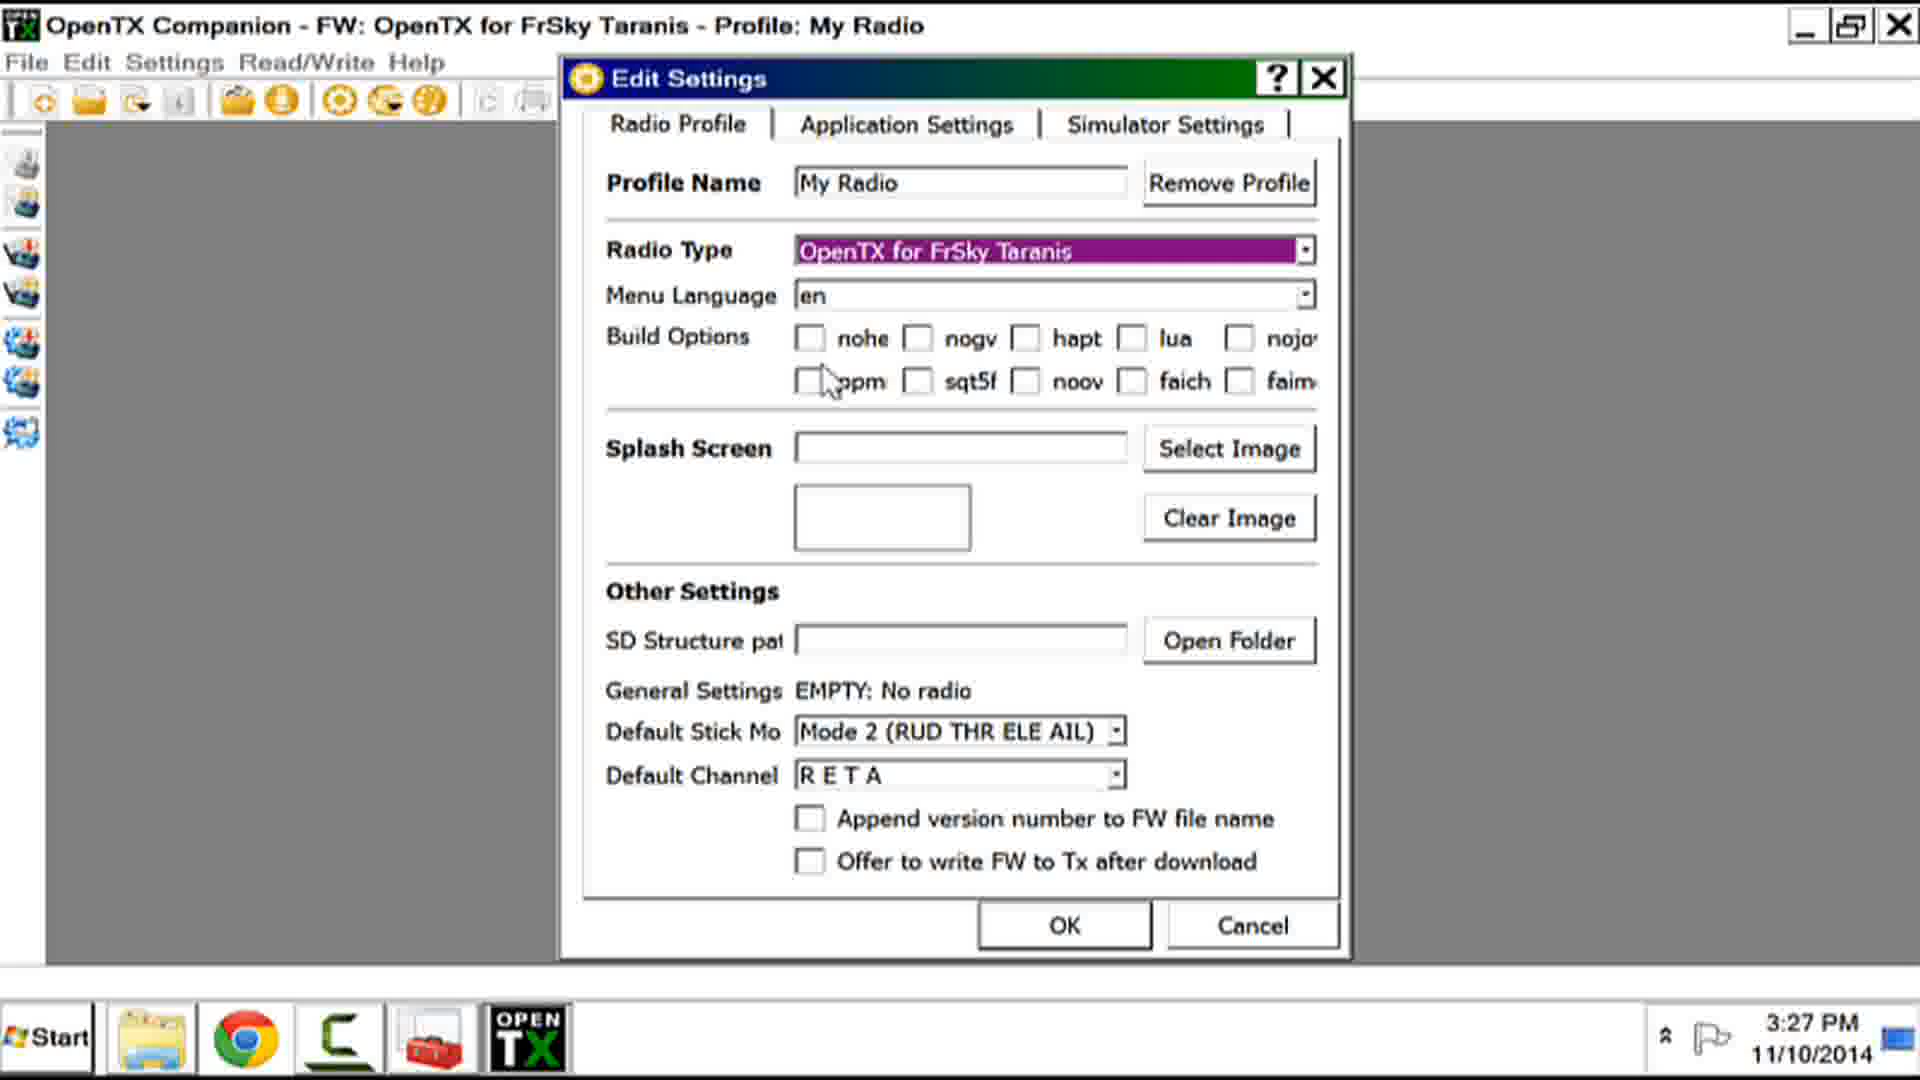 OpenTX Companion - FW: OpenTX for FrSky Taranis - Profile: My Radio
File Edit Settings Read/Write Help
Edit Settings
Radio Profile Application Settings Simulator Settings
Profile Name My Radio Remove Profile
Radio Type OpenTX for FrSky Taranis
Menu Language en
Build Options nohe nogv hapt lua nojo
ppm sqt5f noov faich faim
Splash Screen Select Image
Clear Image
Other Settings
SD Structure pat Open Folder
General Settings EMPTY: No radio
Default Stick Mo Mode 2 (RUD THR ELE AIL)
Default Channel R E T A
Append version number to FW file name
Offer to write FW to Tx after download
OK Cancel
Start OPEN TX 3:27 PM
11/10/2014